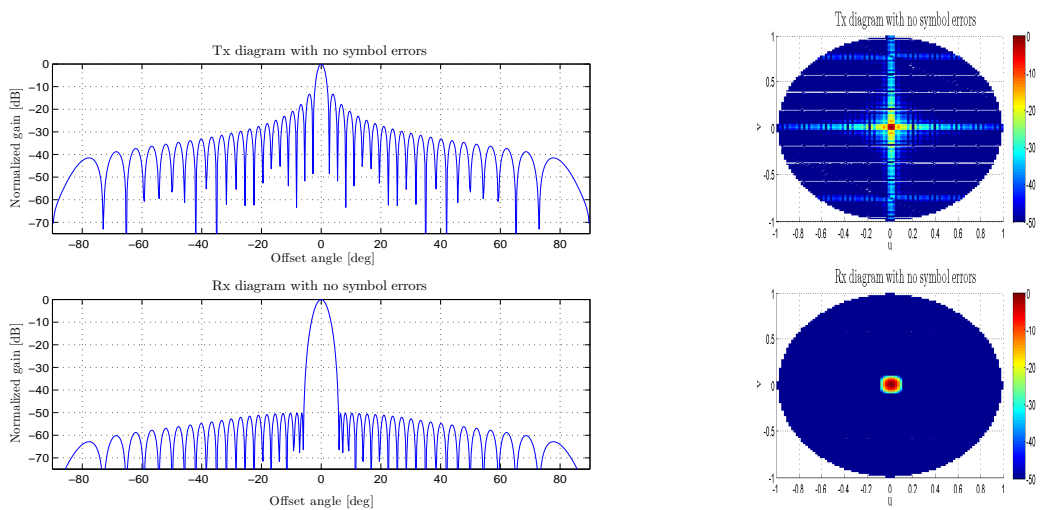 Tx diagram with no symbol errors
Normalized gain [dB]
0
−10
−20
−30
−40
−50
−60
−70
−80 −60 −40 −20 0 20 40 60 80
Offset angle [deg]
Rx diagram with no symbol errors
Normalized gain [dB]
0
−10
−20
−30
−40
−50
−60
−70
−80 −60 −40 −20 0 20 40 60 80
Offset angle [deg]
Tx diagram with no symbol errors
v
1
0.5
0
-0.5
-1
-1 -0.8 -0.6 -0.4 -0.2 0 0.2 0.4 0.6 0.8 1
u
0
-10
-20
-30
-40
-50
Rx diagram with no symbol errors
v
1
0.5
0
-0.5
-1
-1 -0.8 -0.6 -0.4 -0.2 0 0.2 0.4 0.6 0.8 1
u
0
-10
-20
-30
-40
-50